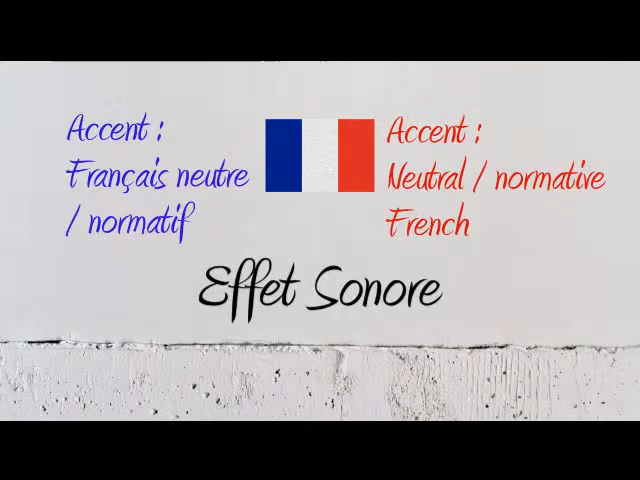 Accent :
Français neutre
/ normatif
Accent :
Neutral / normative
French
Effet Sonore